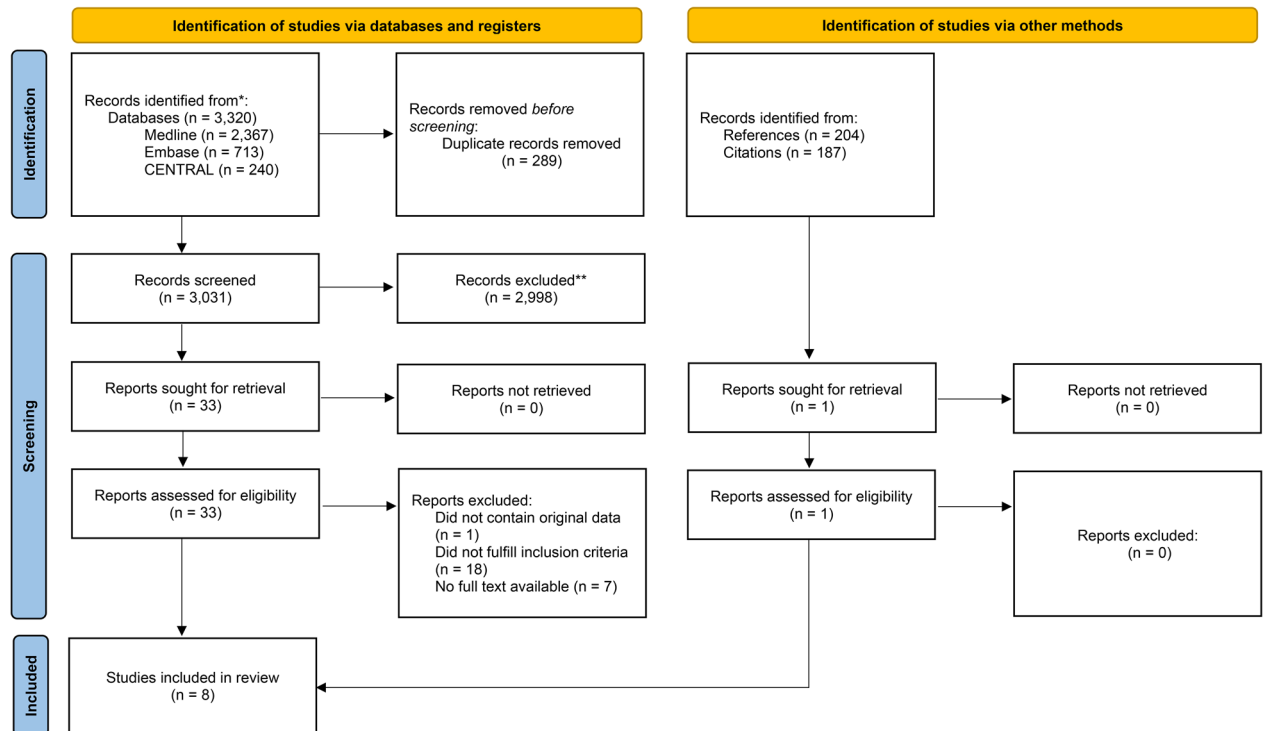 Identification of studies via databases and registers
Identification of studies via other methods
Identification
Records identified from*:
Databases (n = 3,320)
Medline (n = 2,367)
Embase (n = 713)
CENTRAL (n = 240)
Records removed before
screening:
Duplicate records removed
(n = 289)
Records identified from:
References (n = 204)
Citations (n = 187)
Screening
Records screened
(n = 3,031)
Records excluded**
(n = 2,998)
Reports sought for retrieval
(n = 33)
Reports not retrieved
(n = 0)
Reports sought for retrieval
(n = 1)
Reports not retrieved
(n = 0)
Reports assessed for eligibility
(n = 33)
Reports excluded:
Did not contain original data
(n = 1)
Did not fulfill inclusion criteria
(n = 18)
No full text available (n = 7)
Reports assessed for eligibility
(n = 1)
Reports excluded:
(n = 0)
Included
Studies included in review
(n = 8)